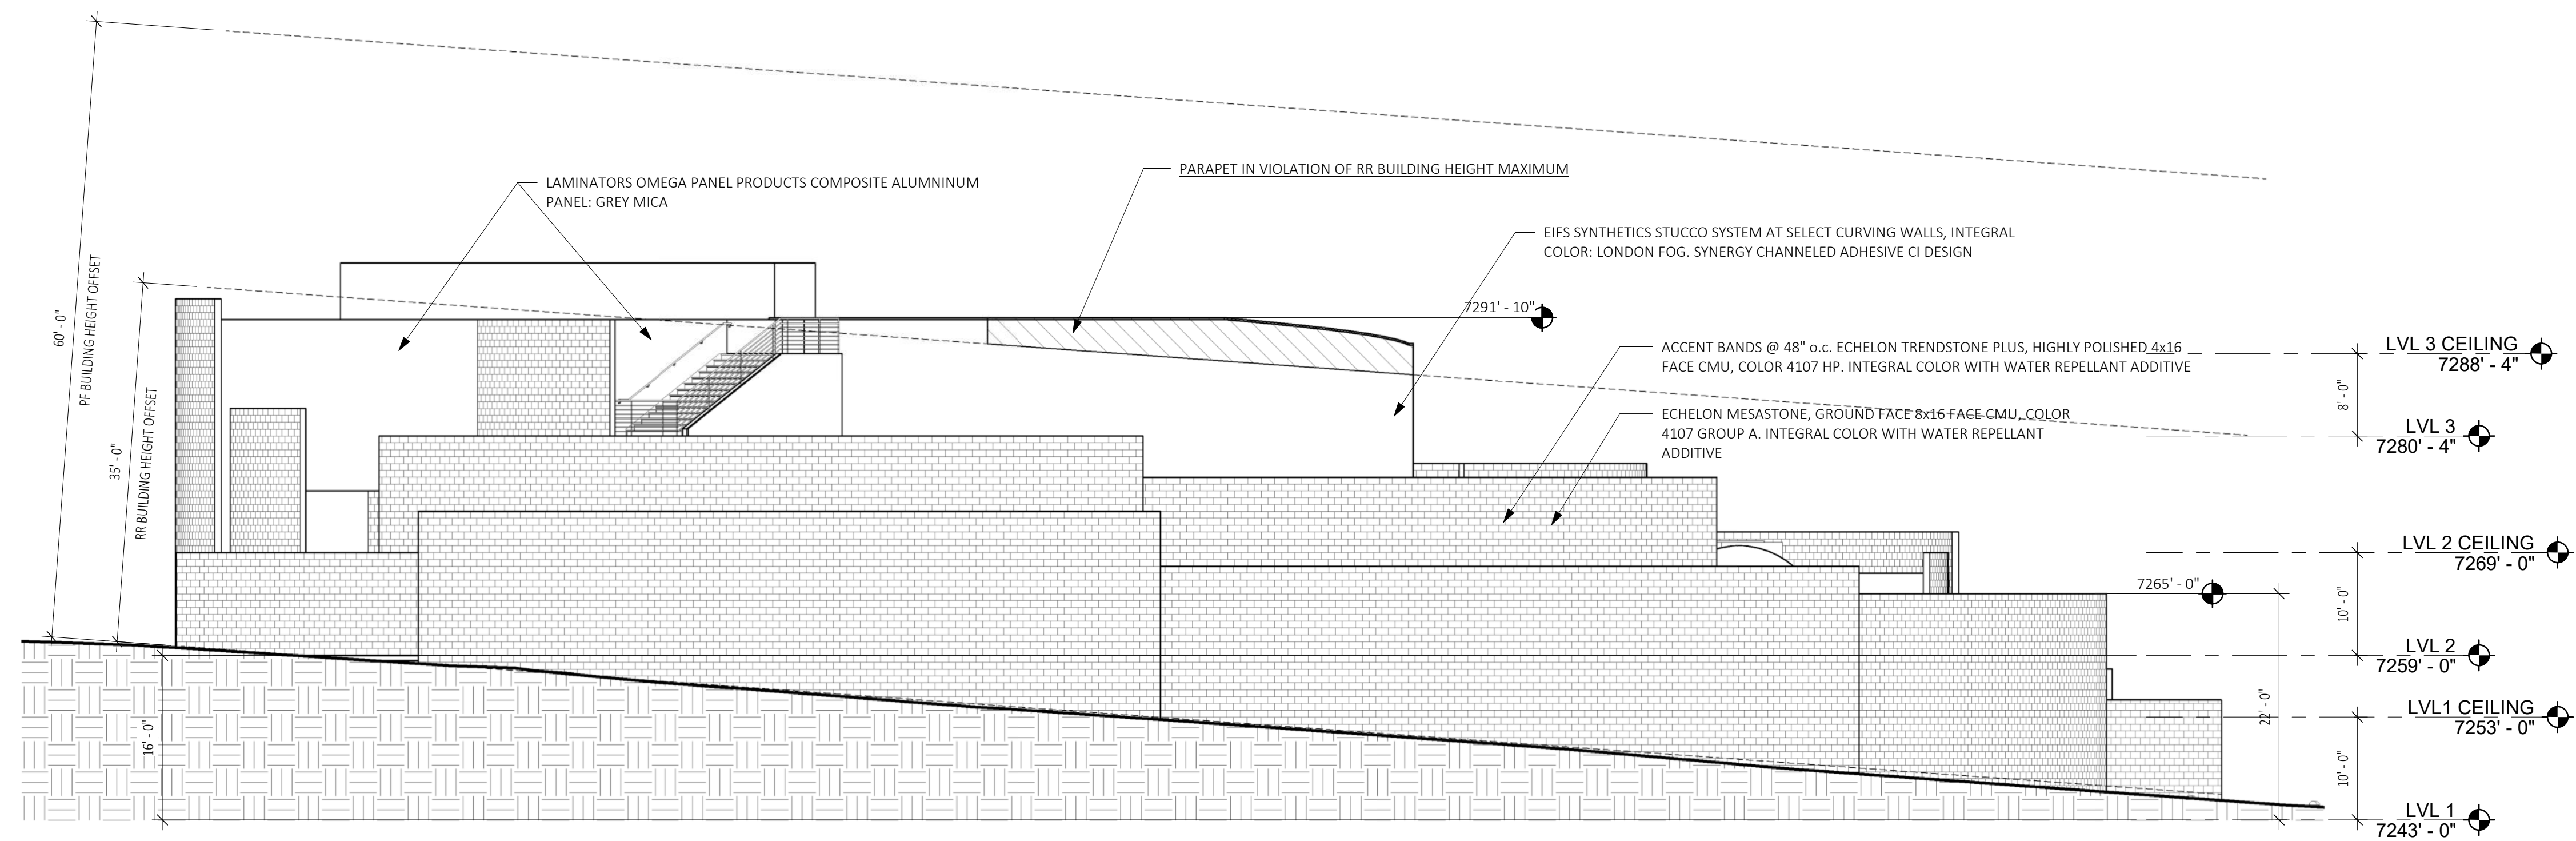 60' - 0"
PF BUILDING HEIGHT OFFSET
35' - 0"
RR BUILDING HEIGHT OFFSET
16' - 0"
LAMINATORS OMEGA PANEL PRODUCTS COMPOSITE ALUMNINUM
PANEL: GREY MICA
PARAPET IN VIOLATION OF RR BUILDING HEIGHT MAXIMUM
EIFS SYNTHETICS STUCCO SYSTEM AT SELECT CURVING WALLS, INTEGRAL
COLOR: LONDON FOG. SYNERGY CHANNELED ADHESIVE CI DESIGN
7291' - 10"
ACCENT BANDS @ 48" o.c. ECHELON TRENDSTONE PLUS, HIGHLY POLISHED 4x16
FACE CMU, COLOR 4107 HP. INTEGRAL COLOR WITH WATER REPELLANT ADDITIVE
ECHELON MESASTONE, GROUND FACE 8x16 FACE CMU, COLOR
4107 GROUP A. INTEGRAL COLOR WITH WATER REPELLANT
ADDITIVE
7265' - 0"
22' - 0"
8' - 0"
10' - 0"
10' - 0"
LVL 3 CEILING
7288' - 4"
LVL 3
7280' - 4"
LVL 2 CEILING
7269' - 0"
LVL 2
7259' - 0"
LVL1 CEILING
7253' - 0"
LVL 1
7243' - 0"